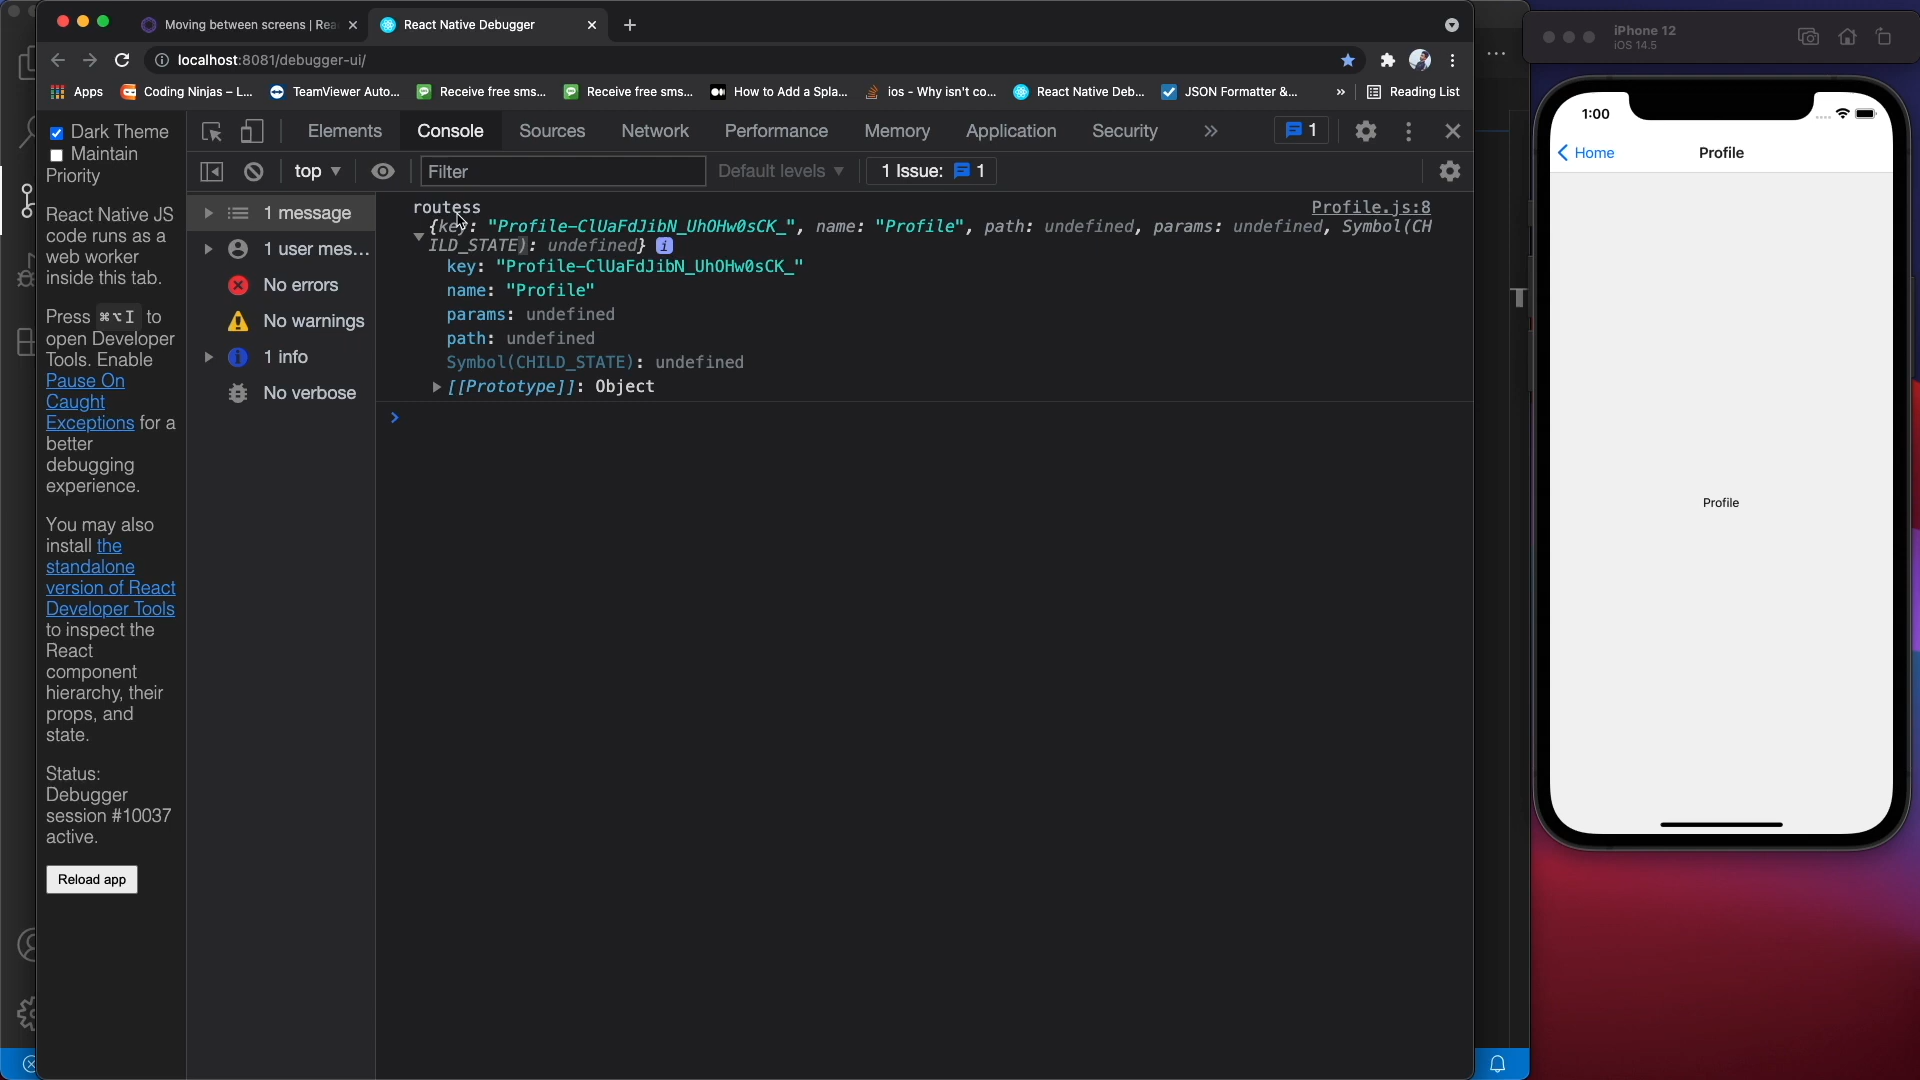 Moving between screens | Rea
React Native Debugger
localhost:8081/debugger-ui/
Apps
Coding Ninjas – L...
TeamViewer Auto...
Receive free sms...
Receive free sms...
How to Add a Spla...
ios - Why isn't co...
React Native Deb...
JSON Formatter &...
»
Reading List
Dark Theme
Maintain
Priority
React Native JS
code runs as a
web worker
inside this tab.
Press ⌘⌥I to
open Developer
Tools. Enable
Pause On
Caught
Exceptions for a
better
debugging
experience.
You may also
install the
standalone
version of React
Developer Tools
to inspect the
React
component
hierarchy, their
props, and
state.
Status:
Debugger
session #10037
active.
Reload app
Elements
Console
Sources
Network
Performance
Memory
Application
Security
»
1
top
Filter
Default levels
1 Issue: 1
1 message
1 user mes...
No errors
No warnings
1 info
No verbose
routess
Profile.js:8
{key: "Profile-ClUaFdJibN_UhOHw0sCK_", name: "Profile", path: undefined, params: undefined, Symbol(CH
ILD_STATE): undefined} i
key: "Profile-ClUaFdJibN_UhOHw0sCK_"
name: "Profile"
params: undefined
path: undefined
Symbol(CHILD_STATE): undefined
[[Prototype]]: Object
iPhone 12
iOS 14.5
1:00
Home
Profile
Profile